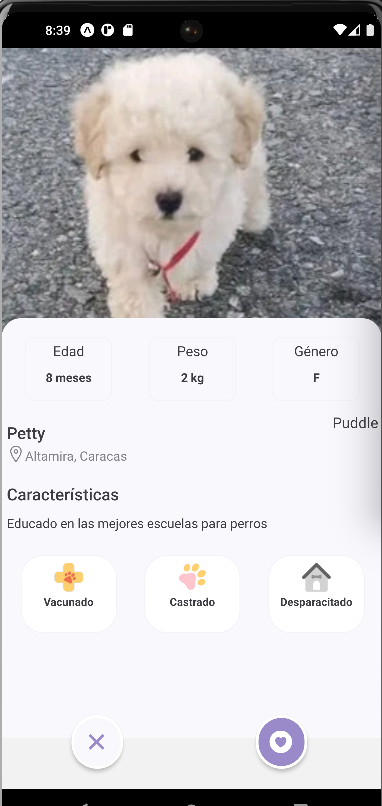 8:39
Edad Peso Género
8 meses 2 kg F
Puddle
Petty
Altamira, Caracas
Características
Educado en las mejores escuelas para perros
Vacunado Castrado Desparacitado